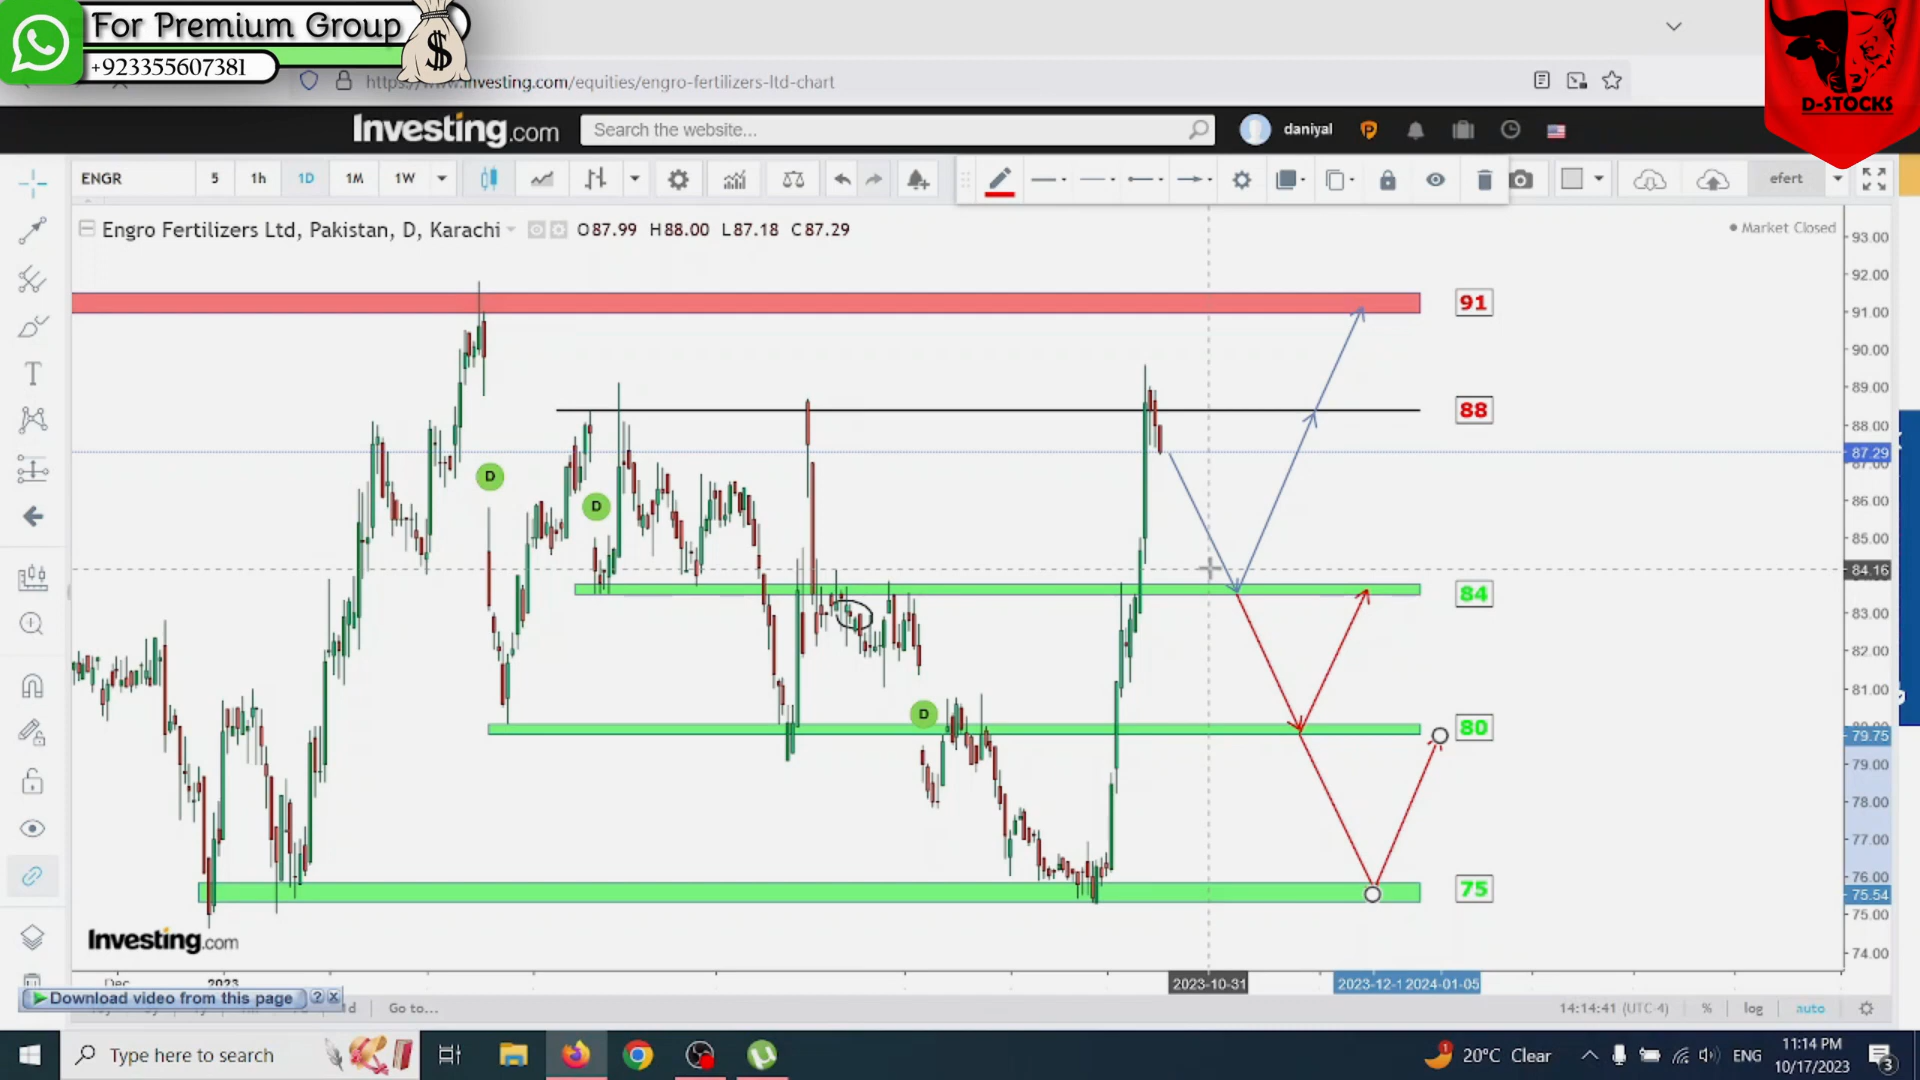 For Premium Group
+92335607381
$
D-STOCKS
https://www.investing.com/equities/engro-fertilizers-ltd-chart
Investing.com
Search the website...
daniyal
ENGR
5
1h
1D
1M
1W
efert
Engro Fertilizers Ltd, Pakistan, D, Karachi
O87.99 H88.00 L87.18 C87.29
Market Closed
93.00
92.00
91.00
90.00
89.00
88.00
87.29
87.00
86.00
85.00
84.16
83.00
82.00
81.00
79.75
79.00
78.00
77.00
76.00
75.54
75.00
74.00
91
88
84
80
75
D
D
D
Investing.com
Dec
2023
2023-10-31
2023-12-1
2024-01-05
Download video from this page
?
Go to...
14:14:41 (UTC-4)
%
log
auto
Type here to search
1
20°C Clear
ENG
11:14 PM
10/17/2023
3